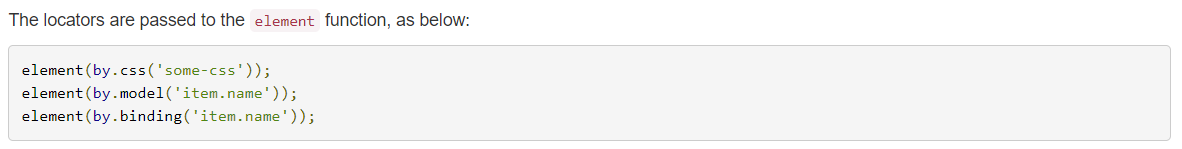 The locators are passed to the element function, as below:
element(by.css('some-css'));
element(by.model('item.name'));
element(by.binding('item.name'));